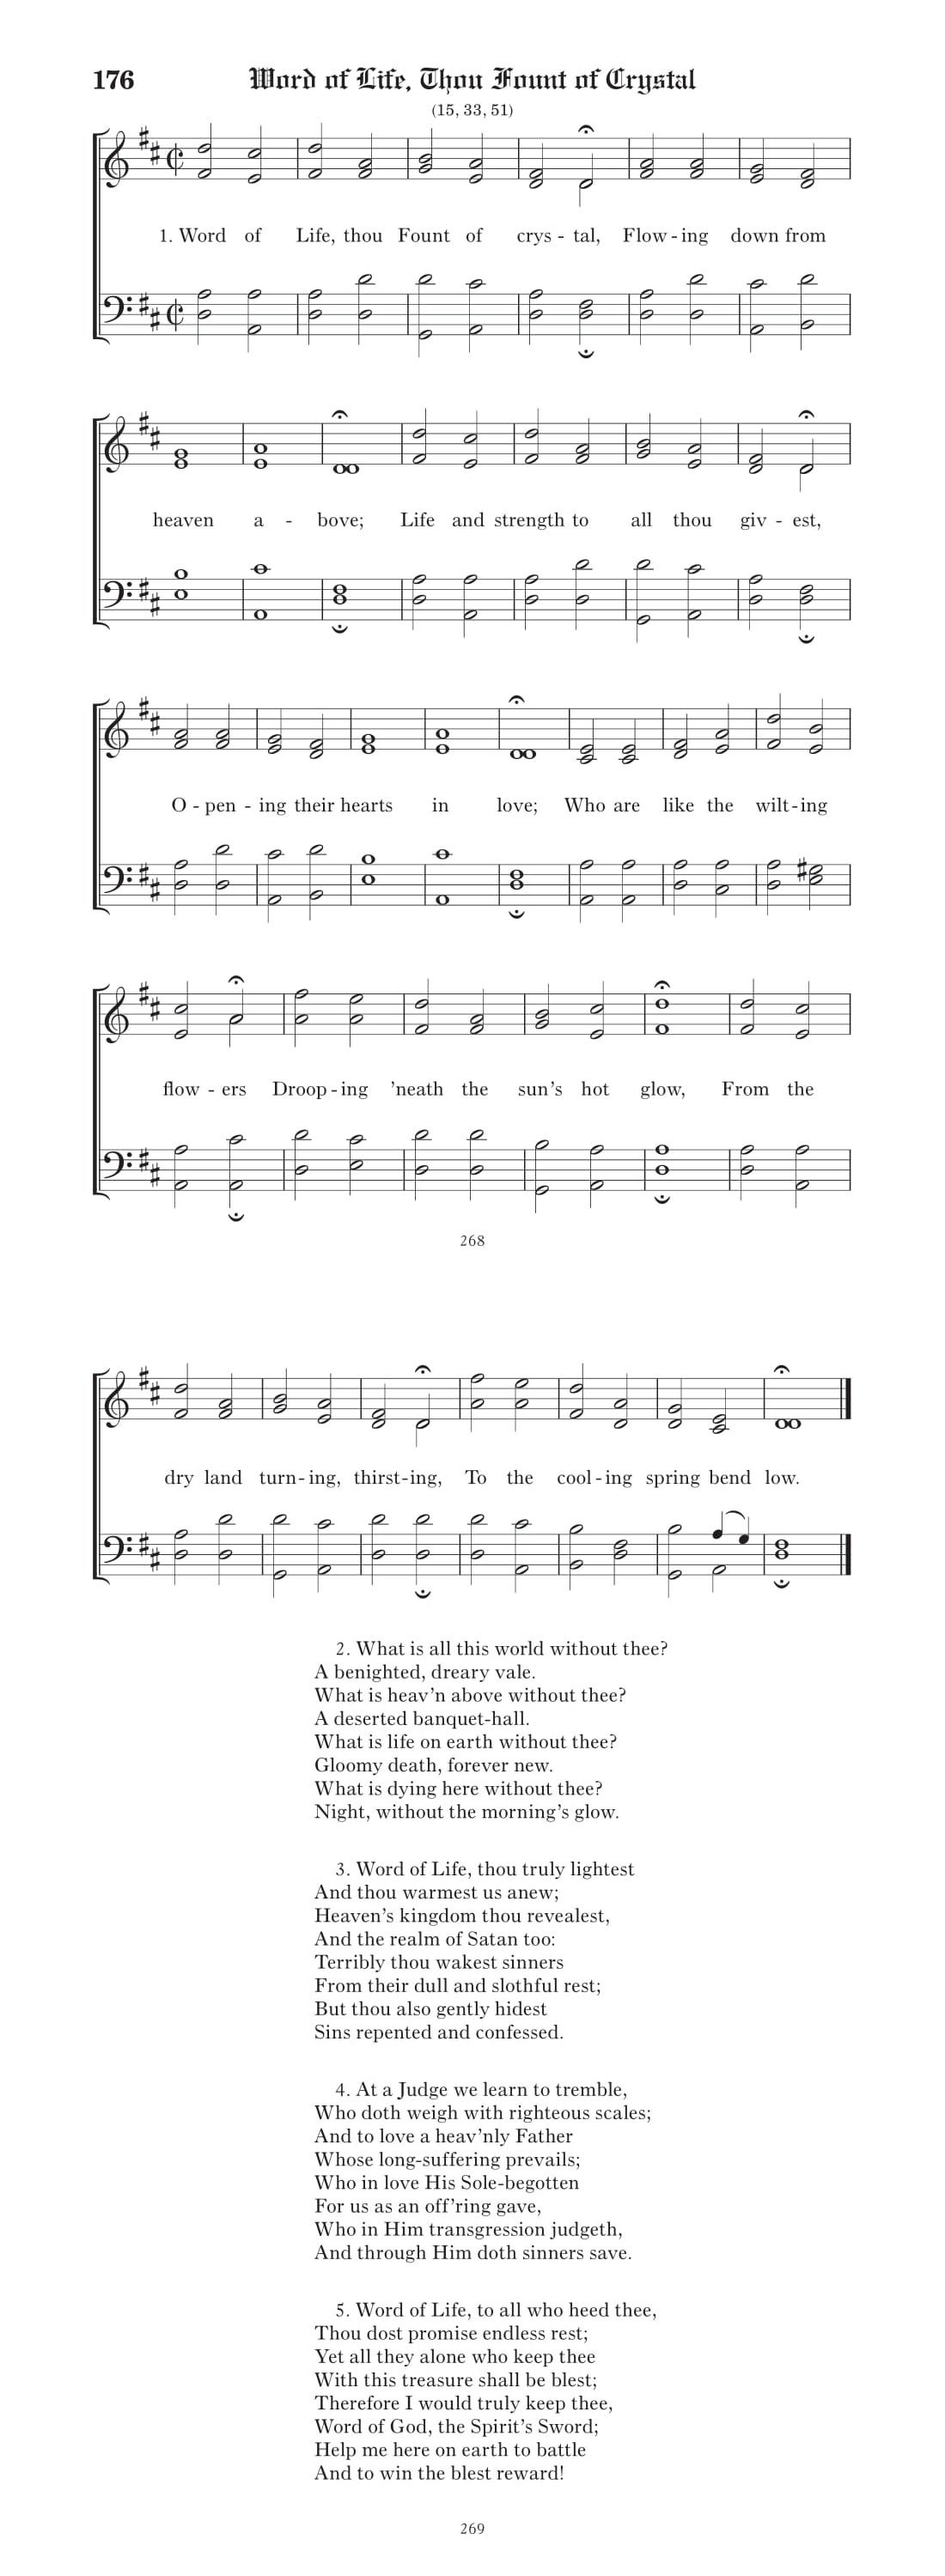 176 Word of Life, Thou Fount of Crystal
(15, 33, 51)
1. Word of Life, thou Fount of crys - tal, Flow - ing down from
heaven a - bove; Life and strength to all thou giv - est,
O - pen - ing their hearts in love; Who are like the wilt - ing
flow - ers Droop - ing ’neath the sun’s hot glow, From the
268
dry land turn - ing, thirst - ing, To the cool - ing spring bend low.
2. What is all this world without thee?
A benighted, dreary vale.
What is heav’n above without thee?
A deserted banquet-hall.
What is life on earth without thee?
Gloomy death, forever new.
What is dying here without thee?
Night, without the morning’s glow.
3. Word of Life, thou truly lightest
And thou warmest us anew;
Heaven’s kingdom thou revealest,
And the realm of Satan too:
Terribly thou wakest sinners
From their dull and slothful rest;
But thou also gently hidest
Sins repented and confessed.
4. At a Judge we learn to tremble,
Who doth weigh with righteous scales;
And to love a heav’nly Father
Whose long-suffering prevails;
Who in love His Sole-begotten
For us as an off’ring gave,
Who in Him transgression judgeth,
And through Him doth sinners save.
5. Word of Life, to all who heed thee,
Thou dost promise endless rest;
Yet all they alone who keep thee
With this treasure shall be blest;
Therefore I would truly keep thee,
Word of God, the Spirit’s Sword;
Help me here on earth to battle
And to win the blest reward!
269